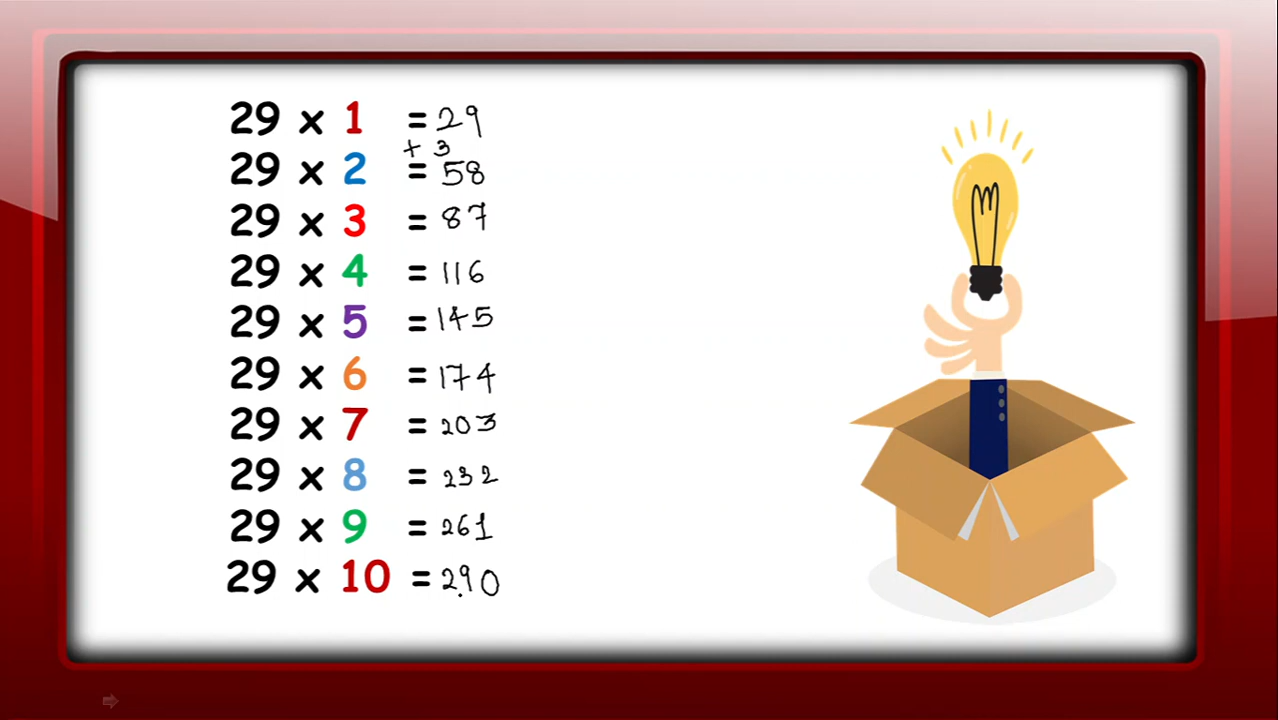 29 x 1 = 29
+ 3
29 x 2 = 58
29 x 3 = 87
29 x 4 = 116
29 x 5 = 145
29 x 6 = 174
29 x 7 = 203
29 x 8 = 232
29 x 9 = 261
29 x 10 = 290